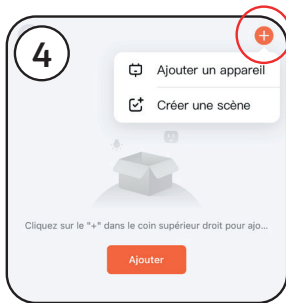 4
+
Ajouter un appareil
Créer une scène
Cliquez sur le "+" dans le coin supérieur droit pour ajo...
Ajouter